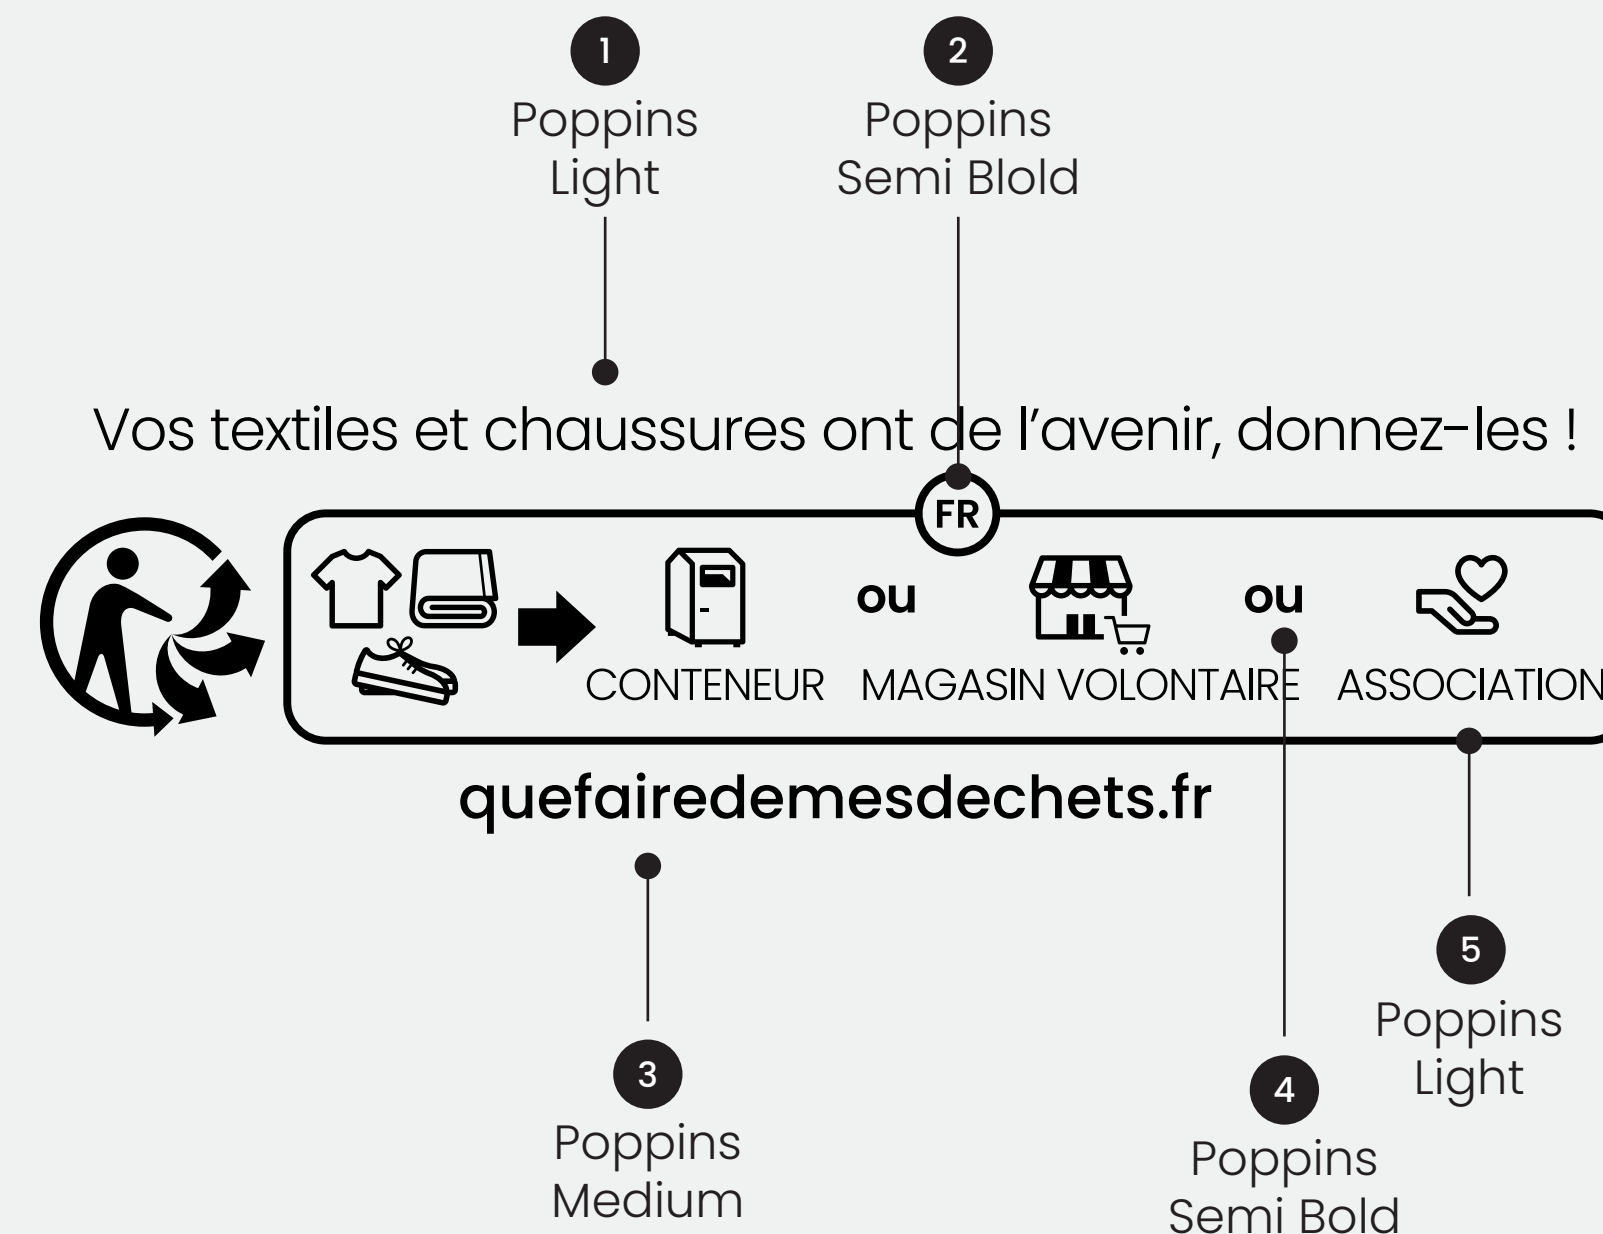 1
Poppins
Light
2
Poppins
Semi Blold
Vos textiles et chaussures ont de l’avenir, donnez-les !
FR
ou
ou
CONTENEUR
MAGASIN VOLONTAIRE
ASSOCIATION
quefairedemesdechets.fr
3
Poppins
Medium
4
Poppins
Semi Bold
5
Poppins
Light